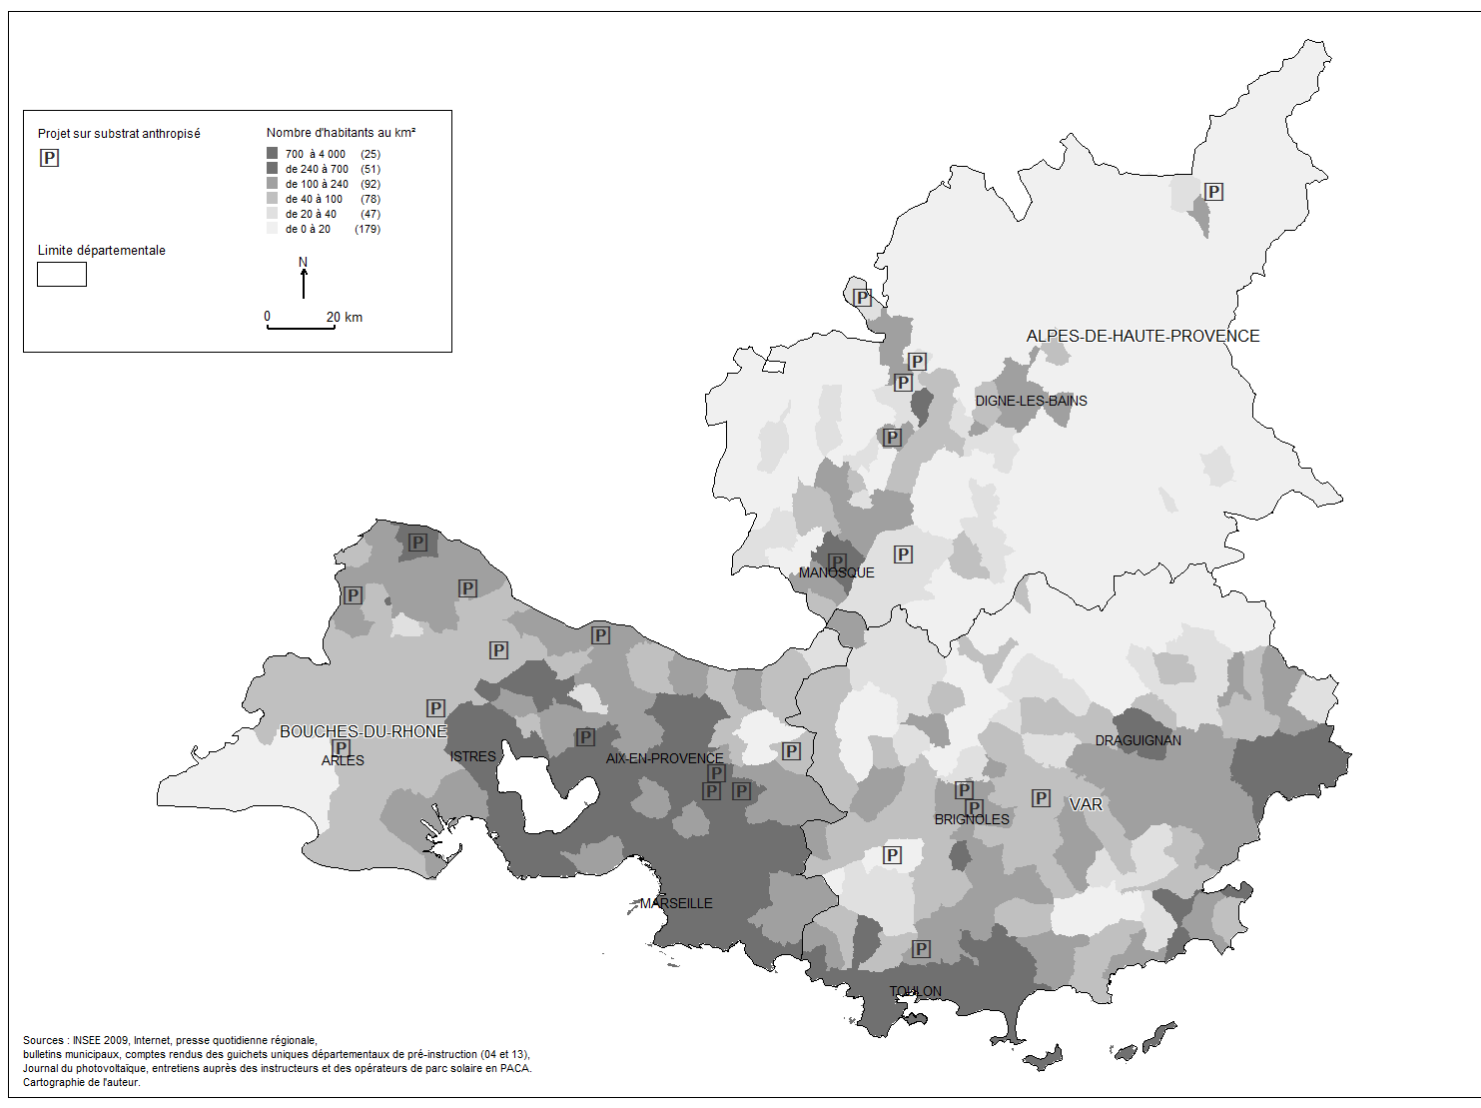 Projet sur substrat anthropisé
P
Limite départementale
Nombre d'habitants au km²
700 à 4 000 (25)
de 240 à 700 (51)
de 100 à 240 (92)
de 40 à 100 (78)
de 20 à 40 (47)
de 0 à 20 (179)
N
0 20 km
P
P
ALPES-DE-HAUTE-PROVENCE
P
P
DIGNE-LES-BAINS
P
P
P
P
MANOSQUE
P
P
P
P
P
BOUCHES-DU-RHONE
P
ARLES
ISTRES
P
AIX-EN-PROVENCE
P
P
P
P
DRAGUIGNAN
P
P
BRIGNOLES
P
VAR
P
MARSEILLE
P
TOULON
Sources : INSEE 2009, Internet, presse quotidienne régionale,
bulletins municipaux, comptes rendus des guichets uniques départementaux de pré-instruction (04 et 13),
Journal du photovoltaïque, entretiens auprès des instructeurs et des opérateurs de parc solaire en PACA.
Cartographie de l'auteur.